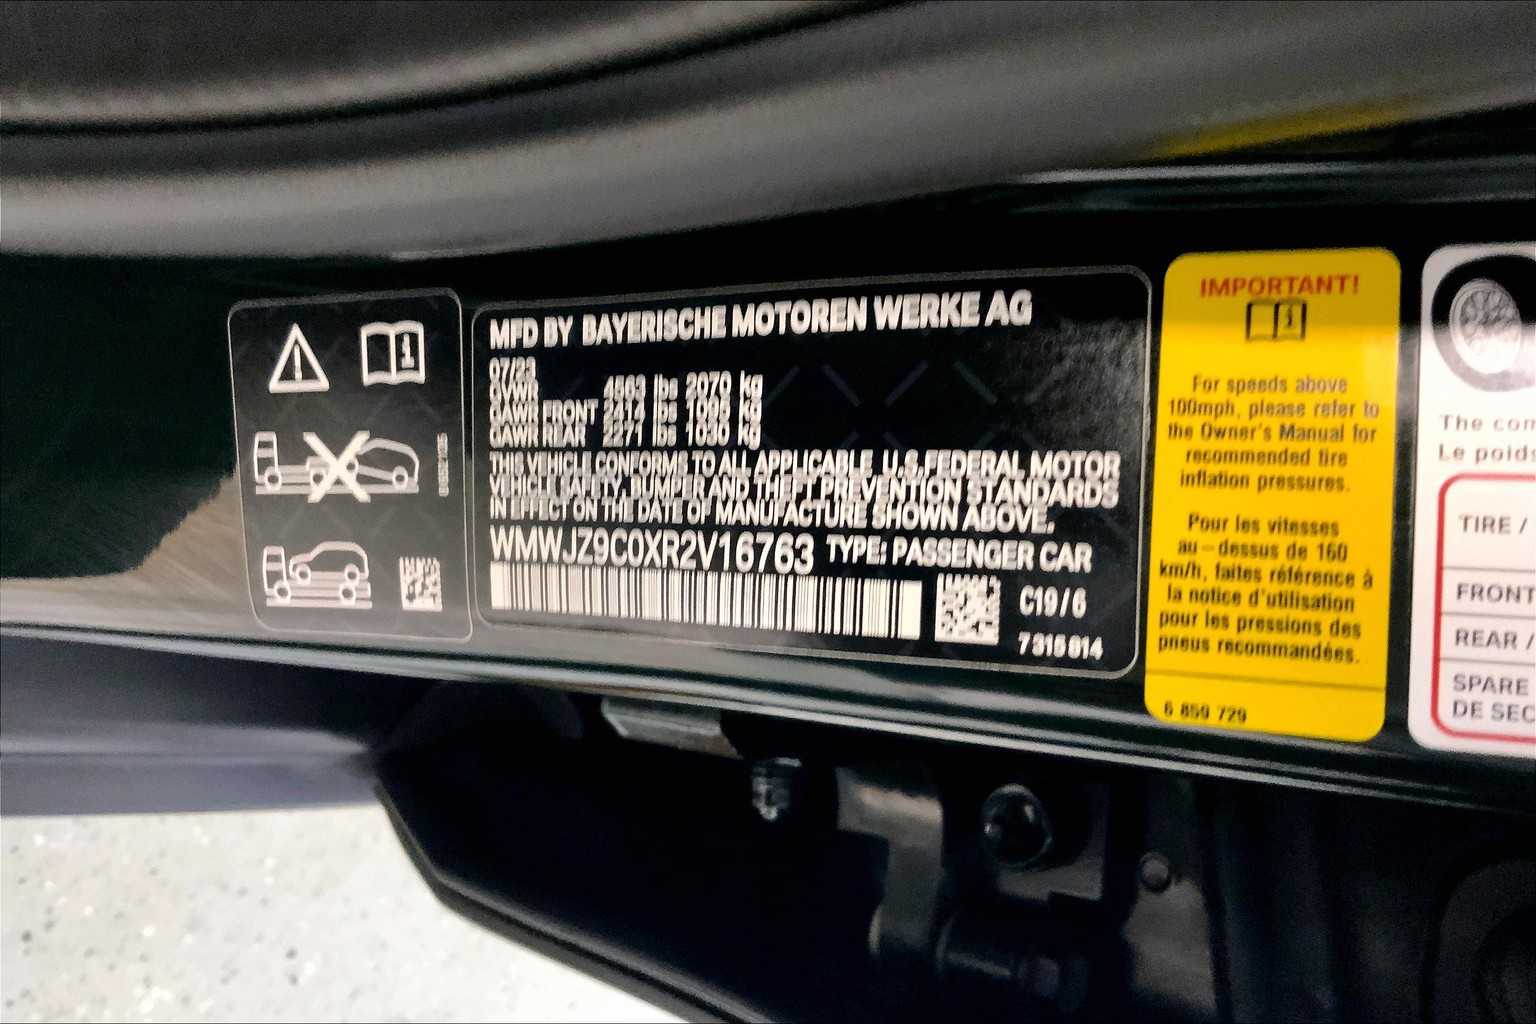 MFD BY BAYERISCHE MOTOREN WERKE AG
07/23
GVWR 4563 lbs 2070 kg
GAWR FRONT 2414 lbs 1095 kg
GAWR REAR 2271 lbs 1030 kg
THIS VEHICLE CONFORMS TO ALL APPLICABLE U.S.FEDERAL MOTOR
VEHICLE SAFETY, BUMPER AND THEFT PREVENTION STANDARDS
IN EFFECT ON THE DATE OF MANUFACTURE SHOWN ABOVE.
WMWJZ9C0XR2V16763 TYPE: PASSENGER CAR
C19/6
7 315 914
IMPORTANT!
For speeds above
100mph, please refer to
the Owner's Manual for
recommended tire
inflation pressures.
Pour les vitesses
au-dessus de 160
km/h, faites référence à
la notice d'utilisation
pour les pressions des
pneus recommandées.
6 859 729
The com
Le poids
TIRE /
FRONT
REAR /
SPARE
DE SEC